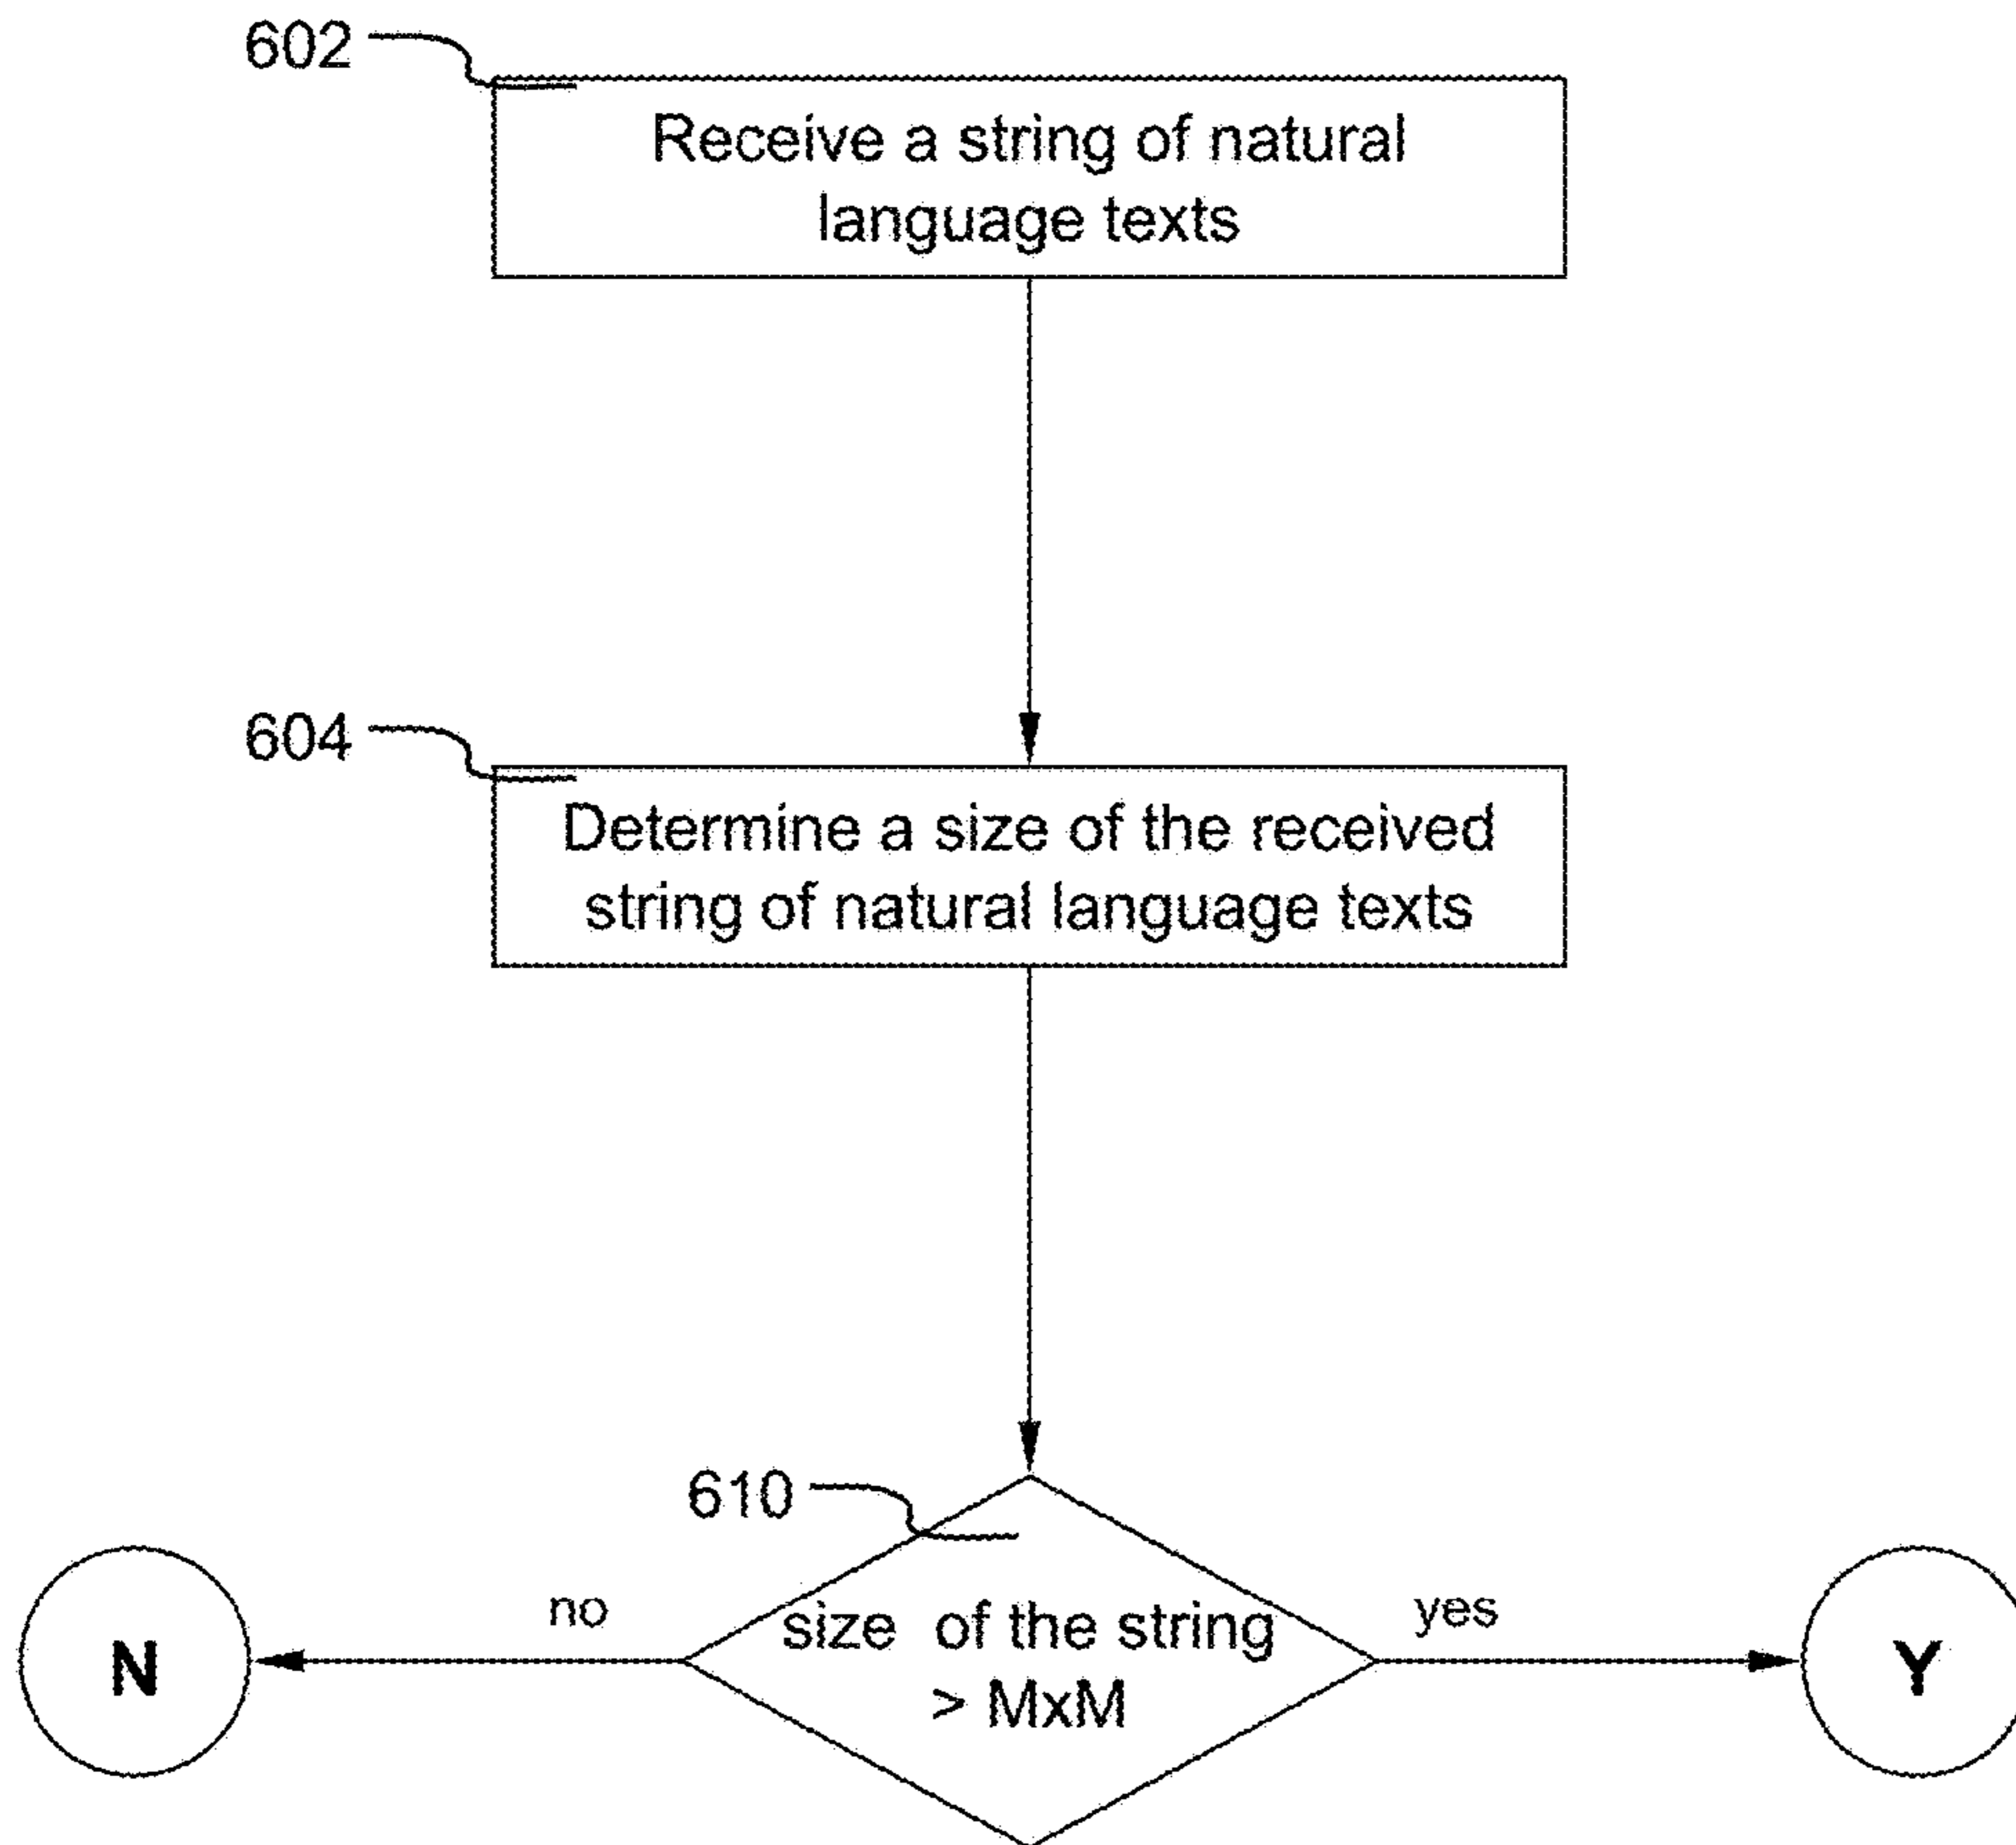 602
Receive a string of natural
language texts
604
Determine a size of the received
string of natural language texts
610
no
size of the string
> MxM
yes
N
Y